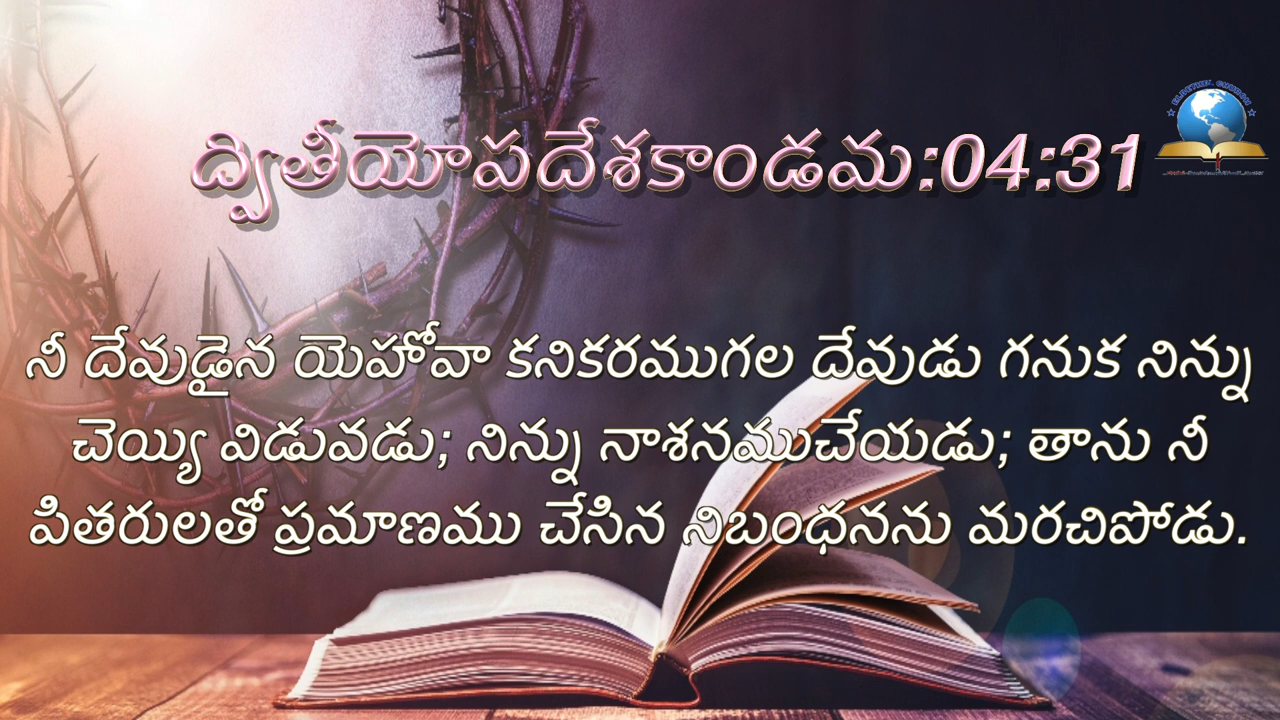 ద్వితీయోపదేశకాండమ:04:31
నీ దేవుడైన యెహోవా కనికరముగల దేవుడు గనుక నిన్ను
చెయ్యి విడువడు; నిన్ను నాశనముచేయడు; తాను నీ
పితరులతో ప్రమాణము చేసిన నిబంధనను మరచిపోడు.